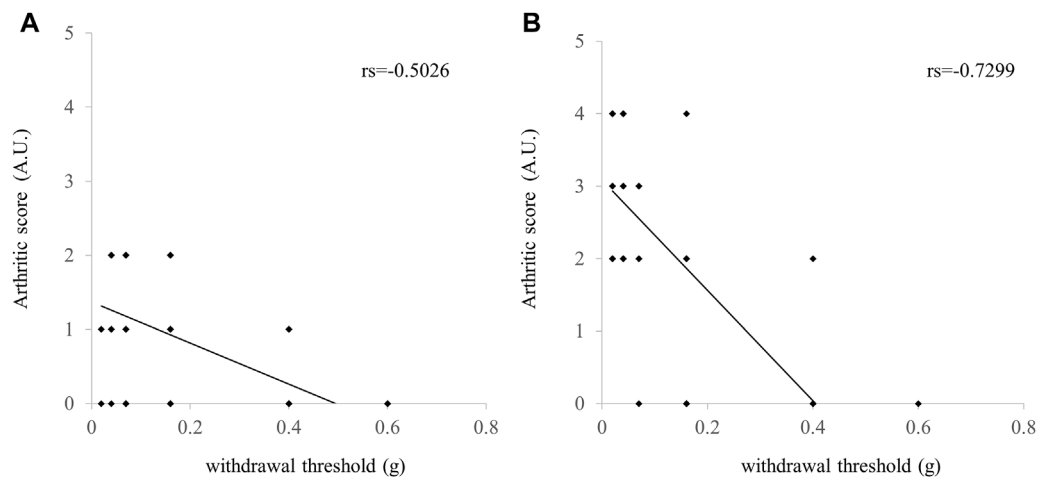 A
rs=-0.5026
Arthritic score (A.U.)
5
4
3
2
1
0
0 0.2 0.4 0.6 0.8
withdrawal threshold (g)
B
rs=-0.7299
Arthritic score (A.U.)
5
4
3
2
1
0
0 0.2 0.4 0.6 0.8
withdrawal threshold (g)